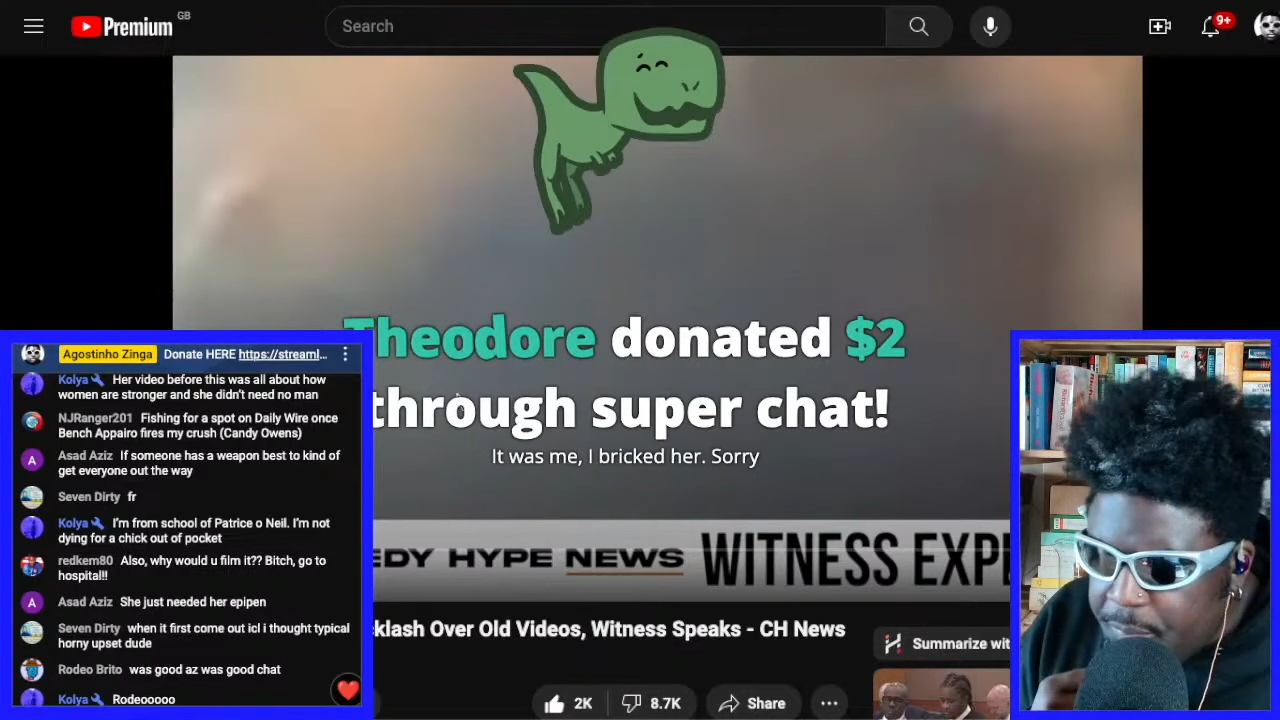 Premium
GB
Search
9+
Theodore donated $2
through super chat!
It was me, I bricked her. Sorry
EDY HYPE NEWS
WITNESS EXP
cklash Over Old Videos, Witness Speaks - CH News
Summarize wit
2K
8.7K
Share
Agostinho Zinga Donate HERE https://streaml...
Kolya Her video before this was all about how
women are stronger and she didn't need no man
NJRanger201 Fishing for a spot on Daily Wire once
Bench Appairo fires my crush (Candy Owens)
A
Asad Aziz If someone has a weapon best to kind of
get everyone out the way
Seven Dirty fr
Kolya I'm from school of Patrice o Neil. I'm not
dying for a chick out of pocket
redkem80 Also, why would u film it?? Bitch, go to
hospital!!
A
Asad Aziz She just needed her epipen
Seven Dirty when it first come out icl i thought typical
horny upset dude
Rodeo Brito was good az was good chat
Kolya Rodeooooo